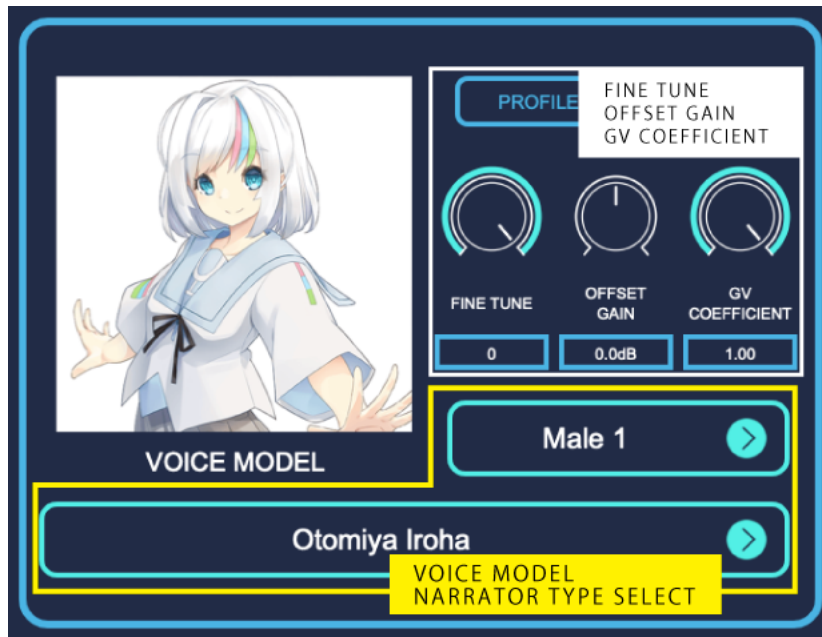 PROFILE
FINE TUNE
OFFSET GAIN
GV COEFFICIENT
FINE TUNE
OFFSET
GAIN
GV
COEFFICIENT
0
0.0dB
1.00
VOICE MODEL
Male 1
Otomiya Iroha
VOICE MODEL
NARRATOR TYPE SELECT